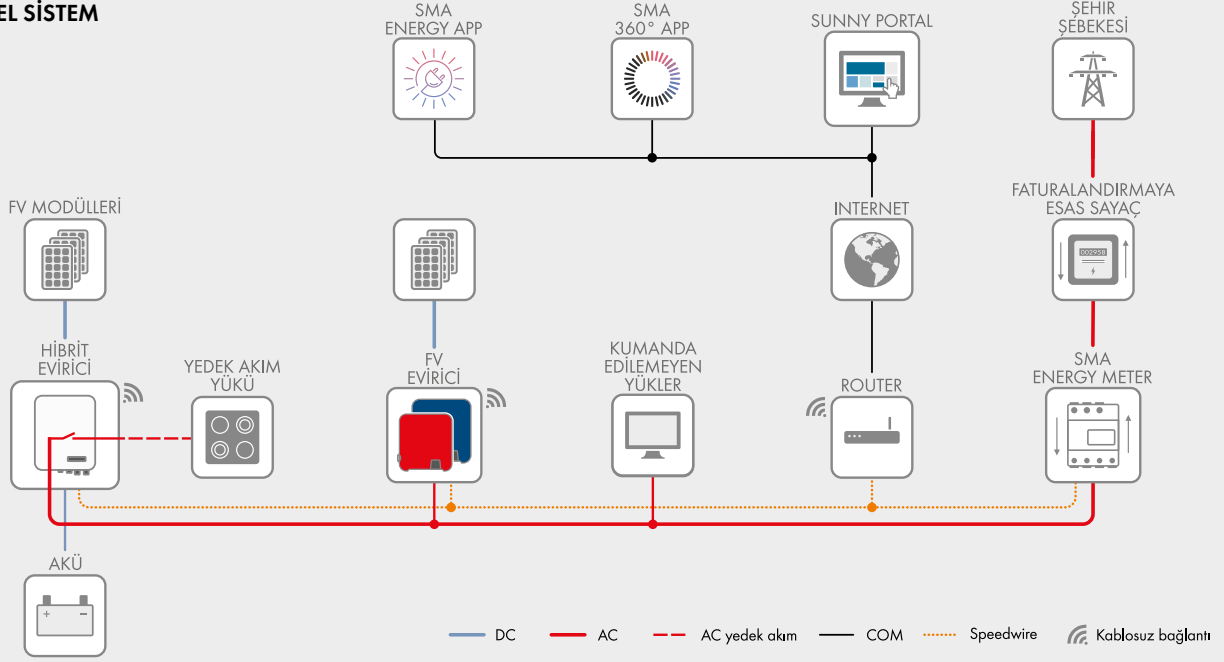 EL SİSTEM
SMA
ENERGY APP
SMA
360° APP
SUNNY PORTAL
ŞEHİR
ŞEBEKESİ
FV MODÜLLERİ
INTERNET
FATURALANDIRMAYA
ESAS SAYAÇ
002958
HİBRİT
EVİRİCİ
YEDEK AKIM
YÜKÜ
FV
EVİRİCİ
KUMANDA
EDİLEMEYEN
YÜKLER
ROUTER
SMA
ENERGY METER
AKÜ
+ −
DC
AC
AC yedek akım
COM
Speedwire
Kablosuz bağlantı